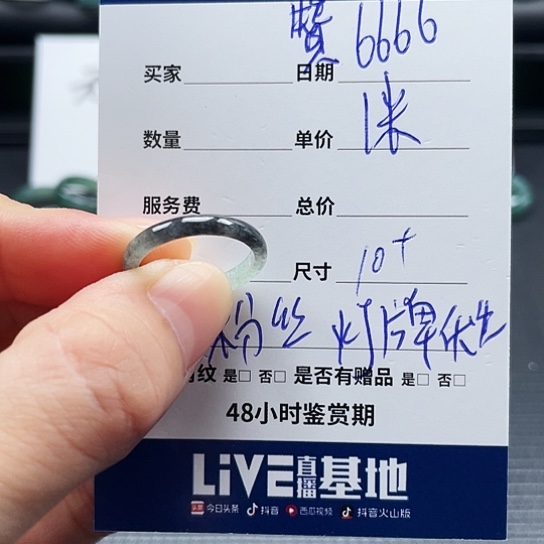 赞 6666
买家 日期
1米
数量 单价
服务费 总价
尺寸 10+
粉丝 灯牌优先
纹 是□ 否□ 是否有赠品 是□ 否□
48小时鉴赏期
LiVE直播基地
今日头条 抖音 西瓜视频 抖音火山版